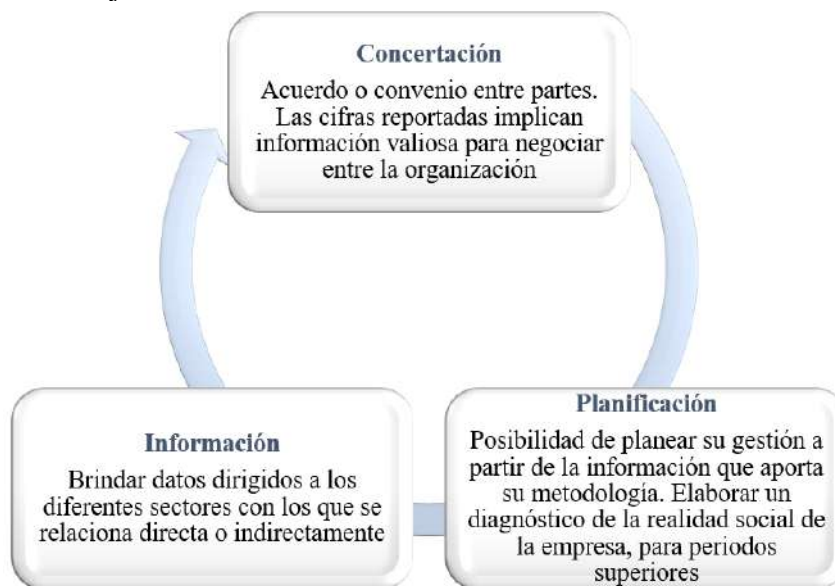 Concertación
Acuerdo o convenio entre partes.
Las cifras reportadas implican
información valiosa para negociar
entre la organización
Planificación
Posibilidad de planear su gestión a
partir de la información que aporta
su metodología. Elaborar un
diagnóstico de la realidad social de
la empresa, para periodos
superiores
Información
Brindar datos dirigidos a los
diferentes sectores con los que se
relaciona directa o indirectamente